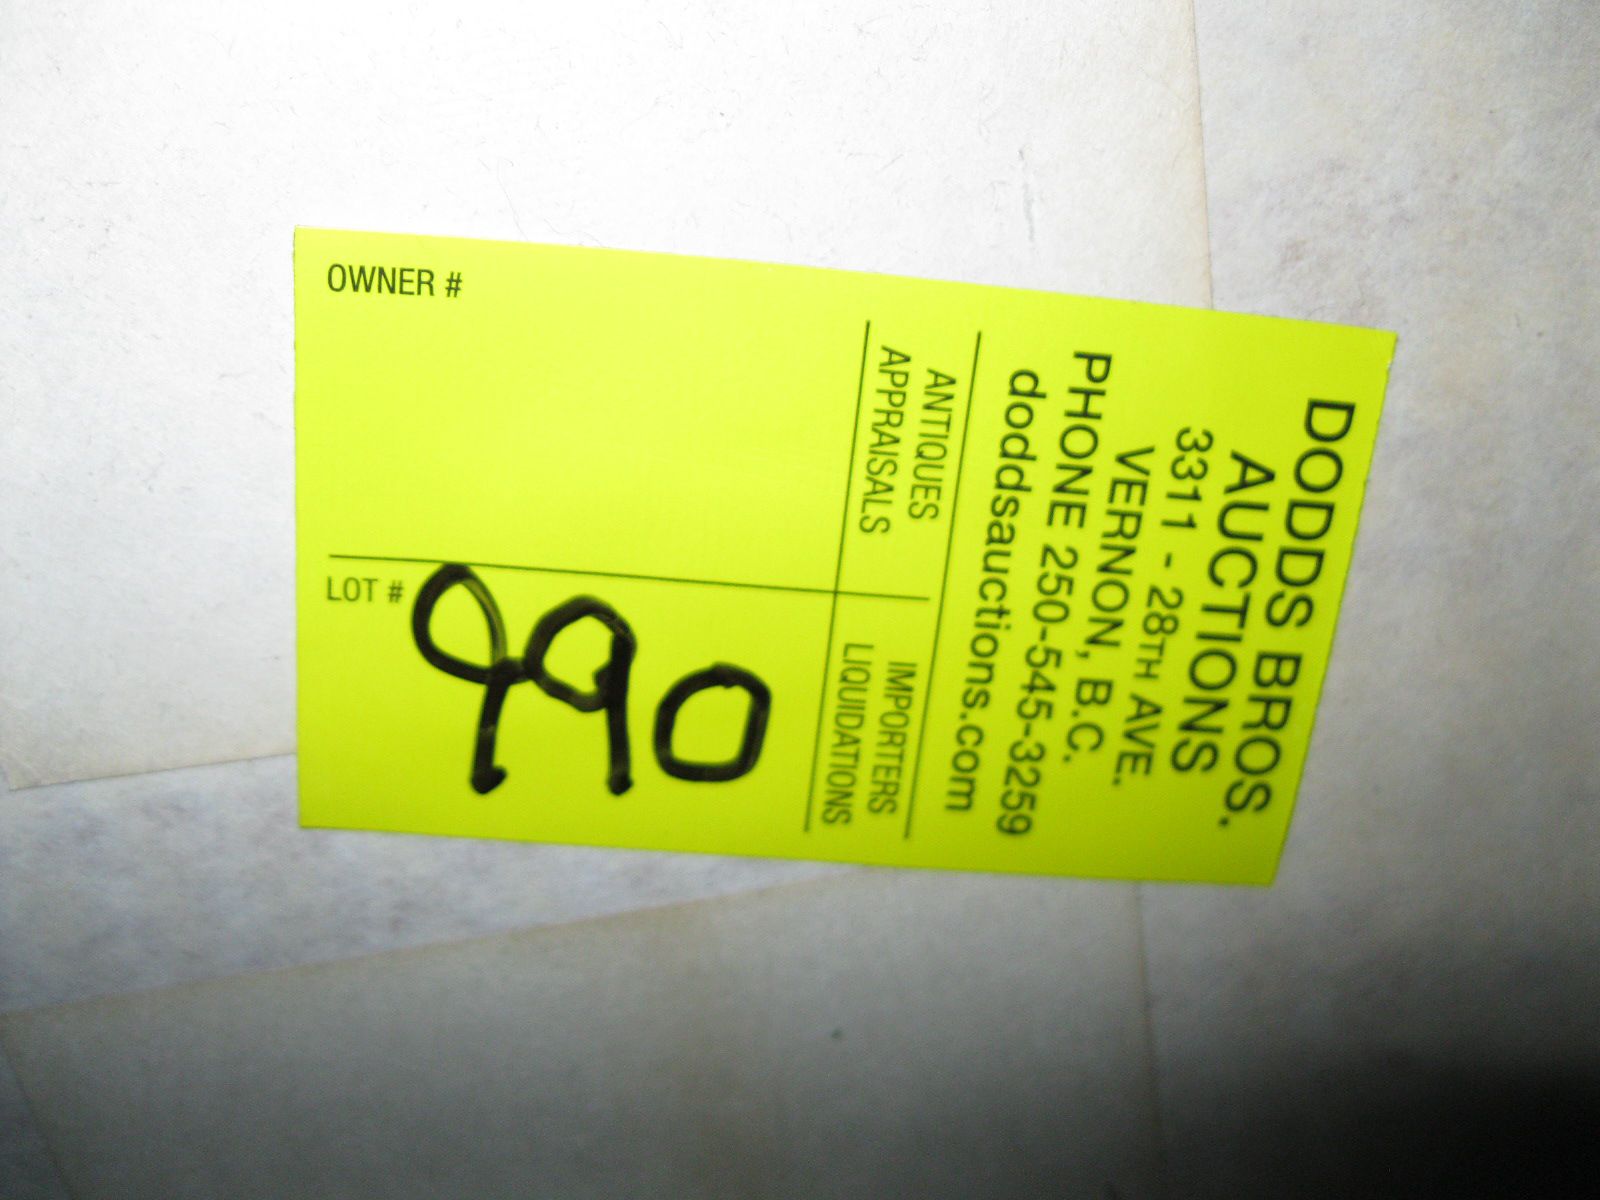 DODDS BROS.
AUCTIONS
3311 - 28TH AVE.
VERNON, B.C.
PHONE 250-545-3259
doddsauctions.com
ANTIQUES
APPRAISALS
IMPORTERS
LIQUIDATIONS
OWNER #
LOT # 990